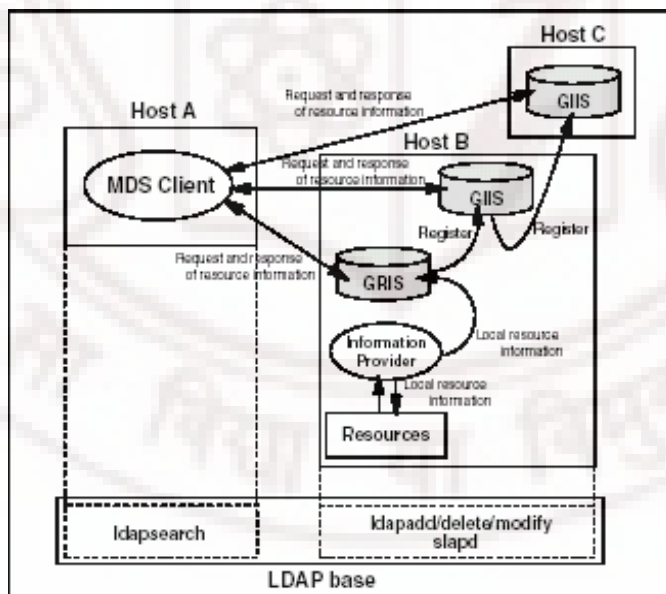 Host C
GIIS
Request and response
of resource information
Host A
Host B
MDS Client
Request and response
of resource information
GIIS
Register
Register
Request and response
of resource information
GRIS
Information
Provider
Local resource
information
Local resource
information
Resources
ldapsearch
ldapadd/delete/modify
slapd
LDAP base